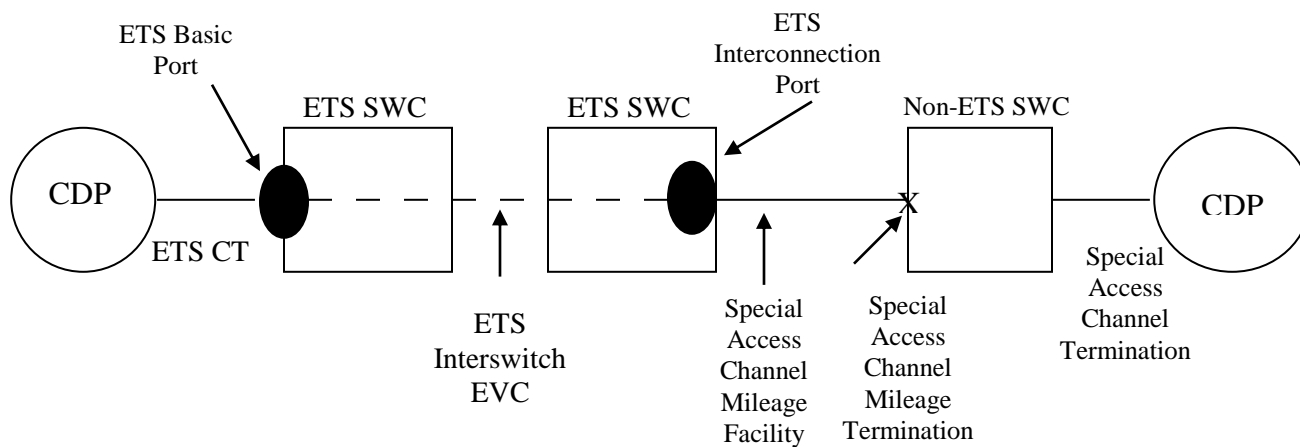 ETS Basic
Port
ETS
Interconnection
Port
ETS SWC
ETS SWC
Non-ETS SWC
CDP
X
CDP
ETS CT
ETS
Interswitch
EVC
Special
Access
Channel
Mileage
Facility
Special
Access
Channel
Mileage
Termination
Special
Access
Channel
Termination